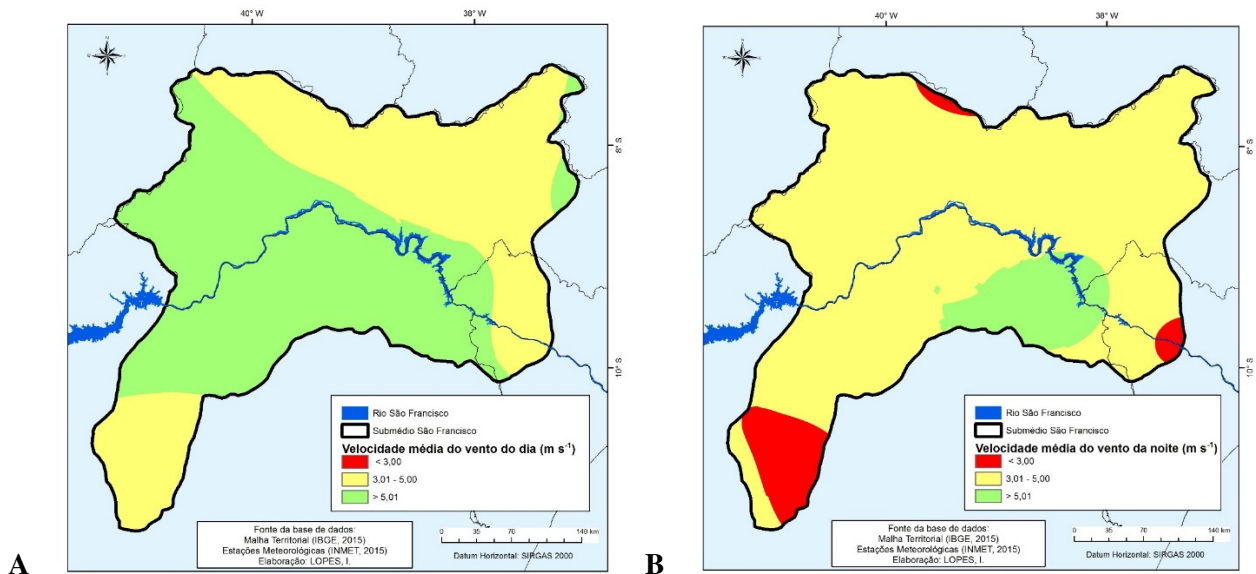 40° W
38° W
8° S
10° S
Rio São Francisco
Submédio São Francisco
Velocidade média do vento do dia (m s⁻¹)
< 3,00
3,01 - 5,00
> 5,01
Fonte da base de dados:
Malha Territorial (IBGE, 2015)
Estações Meteorológicas (INMET, 2015)
Elaboração: LOPES, I.
0 35 70 140 km
Datum Horizontal: SIRGAS 2000
A
40° W
38° W
8° S
10° S
Rio São Francisco
Submédio São Francisco
Velocidade média do vento da noite (m s⁻¹)
< 3,00
3,01 - 5,00
> 5,01
Fonte da base de dados:
Malha Territorial (IBGE, 2015)
Estações Meteorológicas (INMET, 2015)
Elaboração: LOPES, I.
0 35 70 140 km
Datum Horizontal: SIRGAS 2000
B